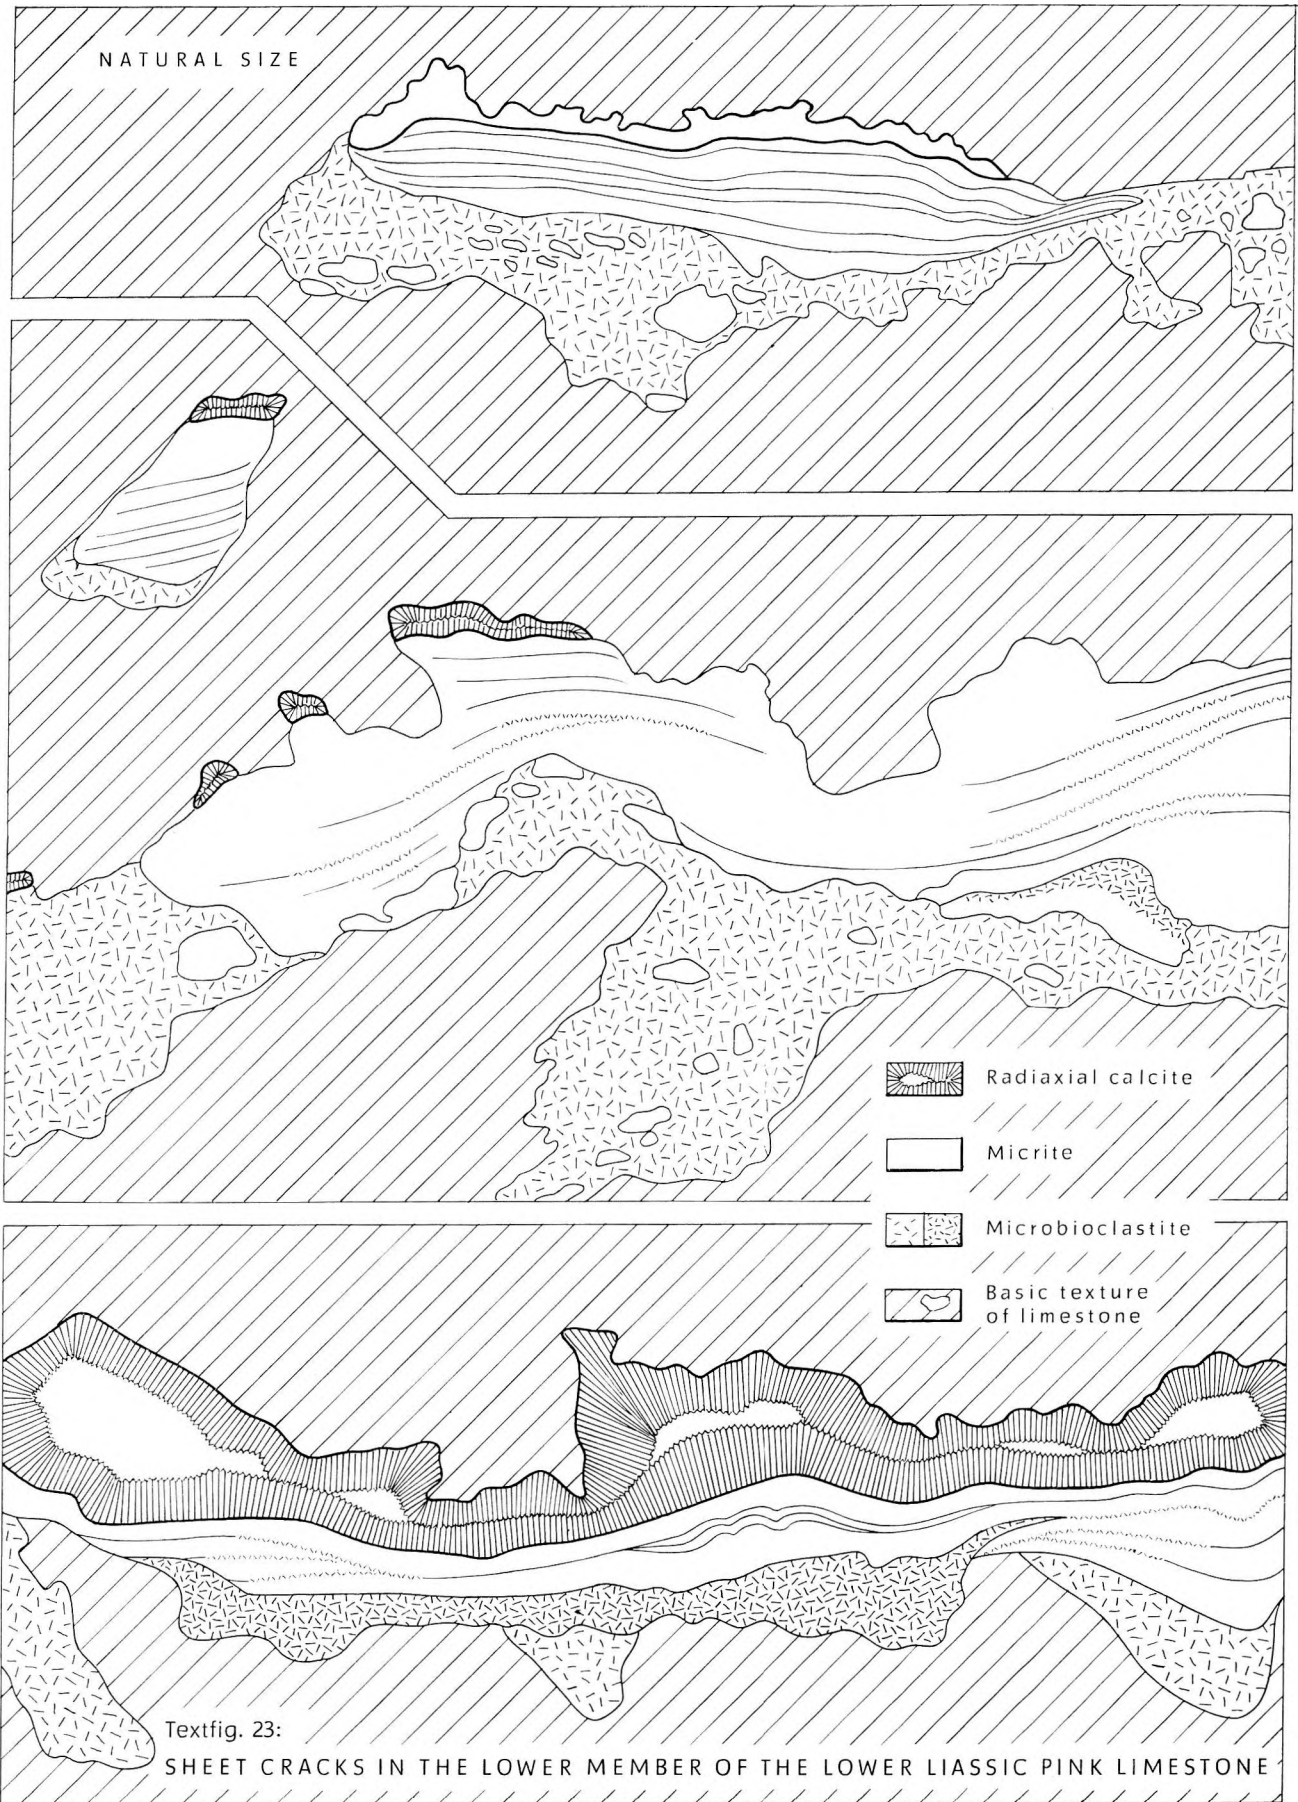 NATURAL SIZE
Radiaxial calcite
Micrite
Microbioclastite
Basic texture
of limestone
Textfig. 23:
SHEET CRACKS IN THE LOWER MEMBER OF THE LOWER LIASSIC PINK LIMESTONE